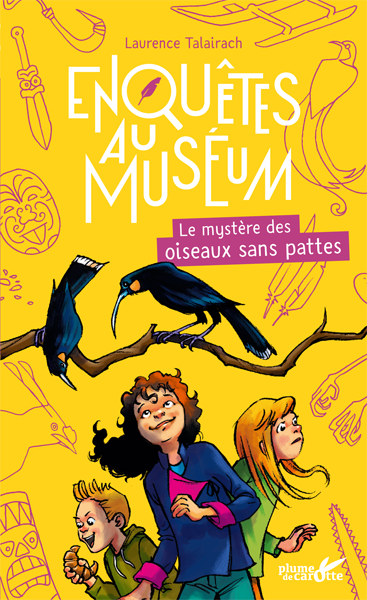 Laurence Talairach
ENQUÊTES
AU
MUSÉUM
Le mystère des
oiseaux sans pattes
plume
de carotte